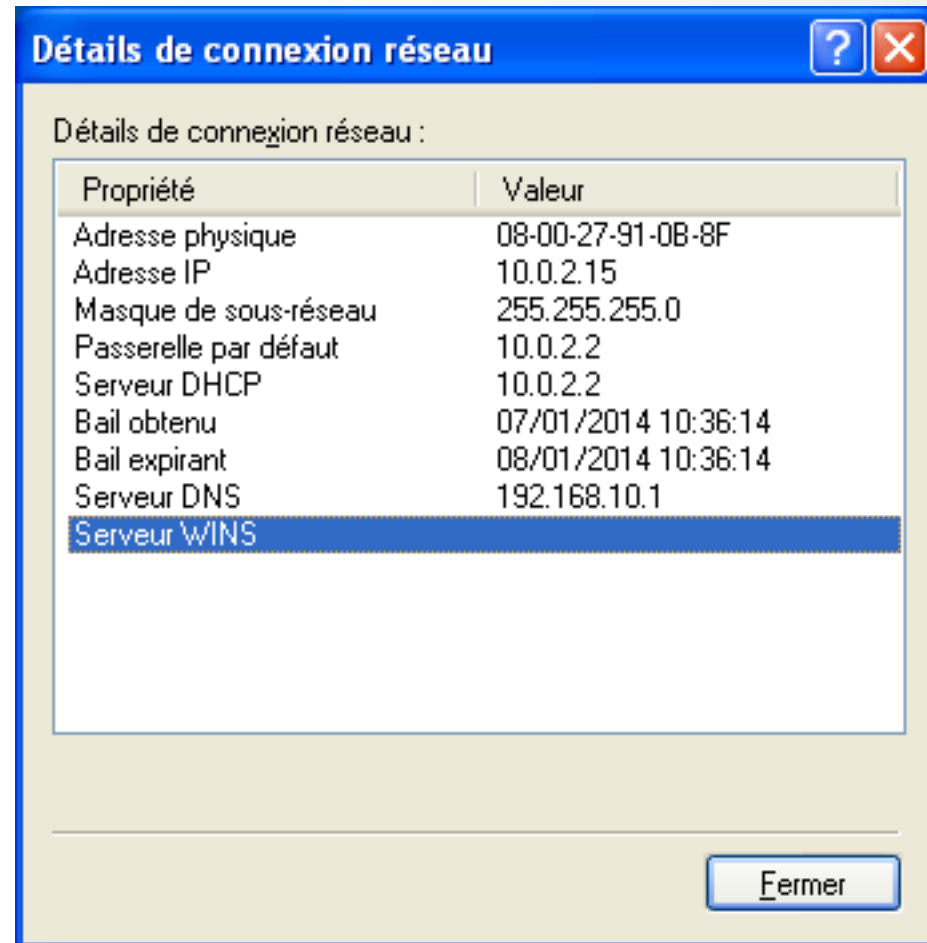 Détails de connexion réseau
Détails de connexion réseau :
Propriété Valeur
Adresse physique 08-00-27-91-0B-8F
Adresse IP 10.0.2.15
Masque de sous-réseau 255.255.255.0
Passerelle par défaut 10.0.2.2
Serveur DHCP 10.0.2.2
Bail obtenu 07/01/2014 10:36:14
Bail expirant 08/01/2014 10:36:14
Serveur DNS 192.168.10.1
Serveur WINS
Fermer